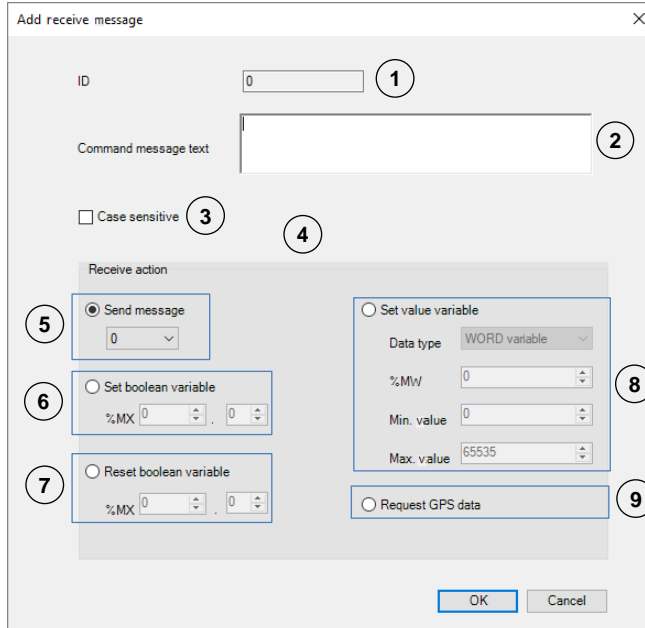 Add receive message
ID 0 1
Command message text 2
Case sensitive 3
4
Receive action
5 Send message
0
6 Set boolean variable
%MX 0 . 0
7 Reset boolean variable
%MX 0 . 0
Set value variable
Data type WORD variable
%MW 0
8
Min. value 0
Max. value 65535
Request GPS data 9
OK Cancel